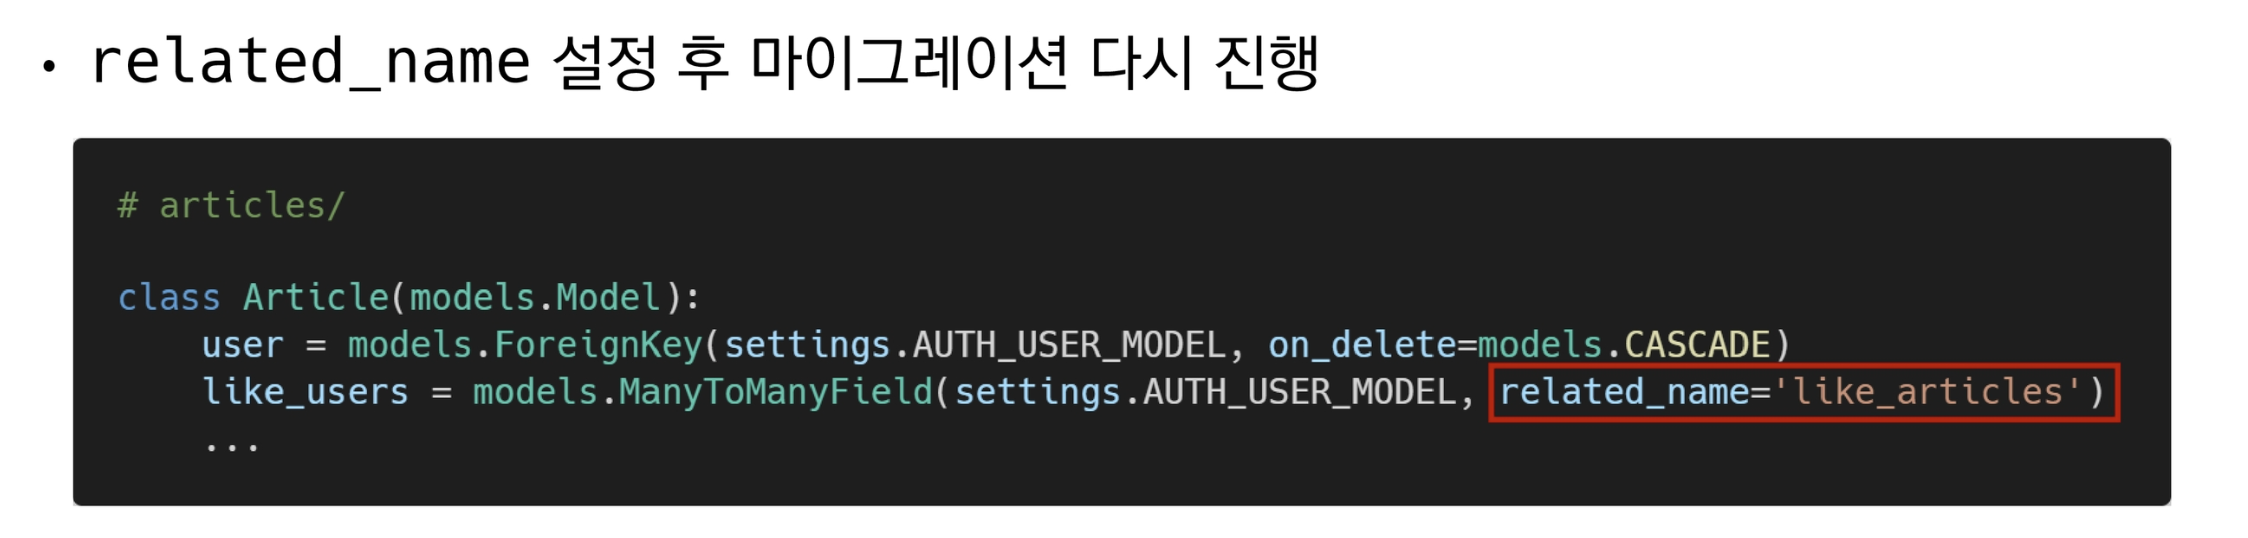 • related_name 설정 후 마이그레이션 다시 진행
# articles/
class Article(models.Model):
    user = models.ForeignKey(settings.AUTH_USER_MODEL, on_delete=models.CASCADE)
    like_users = models.ManyToManyField(settings.AUTH_USER_MODEL, related_name='like_articles')
    ...